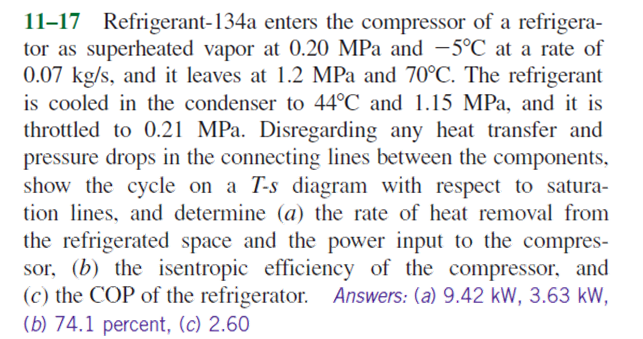 11–17 Refrigerant-134a enters the compressor of a refrigera-
tor as superheated vapor at 0.20 MPa and −5°C at a rate of
0.07 kg/s, and it leaves at 1.2 MPa and 70°C. The refrigerant
is cooled in the condenser to 44°C and 1.15 MPa, and it is
throttled to 0.21 MPa. Disregarding any heat transfer and
pressure drops in the connecting lines between the components,
show the cycle on a T-s diagram with respect to satura-
tion lines, and determine (a) the rate of heat removal from
the refrigerated space and the power input to the compres-
sor, (b) the isentropic efficiency of the compressor, and
(c) the COP of the refrigerator. Answers: (a) 9.42 kW, 3.63 kW,
(b) 74.1 percent, (c) 2.60